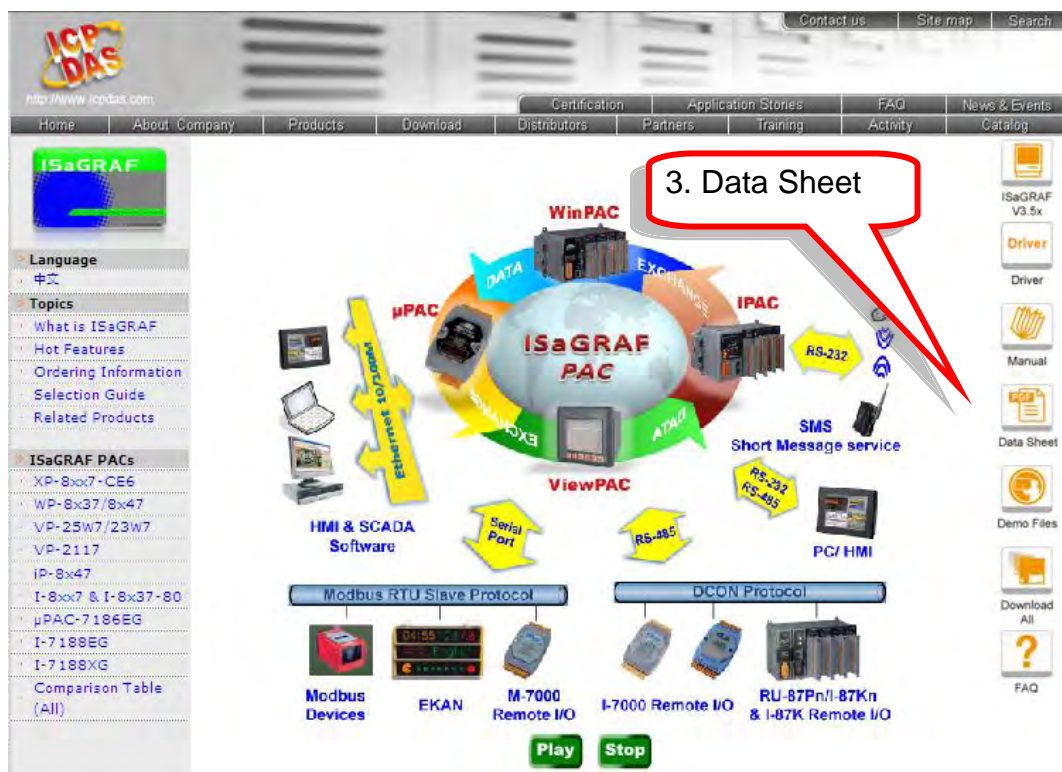 Contact us | Site map | Search
ICP DAS
http://www.icpdas.com
Certification | Application Stories | FAQ | News & Events
Home | About Company | Products | Download | Distributors | Partners | Training | Activity | Catalog
ISaGRAF
Language
中文
Topics
What is ISaGRAF
Hot Features
Ordering Information
Selection Guide
Related Products
ISaGRAF PACs
XP-8xx7-CE6
WP-8x37/8x47
VP-25W7/23W7
VP-2117
iP-8x47
I-8xx7 & I-8x37-80
µPAC-7186EG
I-7188EG
I-7188XG
Comparison Table
(All)
3. Data Sheet
WinPAC
DATA
EXCHANGE
µPAC
iPAC
ISaGRAF
PAC
RS-232
Ethernet 10/100M
EXCHANGE
DATA
SMS
Short Message service
ViewPAC
RS-232
RS-485
HMI & SCADA
Software
Serial
Port
RS-485
PC/ HMI
Modbus RTU Slave Protocol
DCON Protocol
Modbus
Devices
EKAN
M-7000
Remote I/O
I-7000 Remote I/O
RU-87Pn/I-87Kn
& I-87K Remote I/O
Play
Stop
ISaGRAF
V3.5x
Driver
Driver
Manual
PDF
Data Sheet
Demo Files
Download
All
?
FAQ